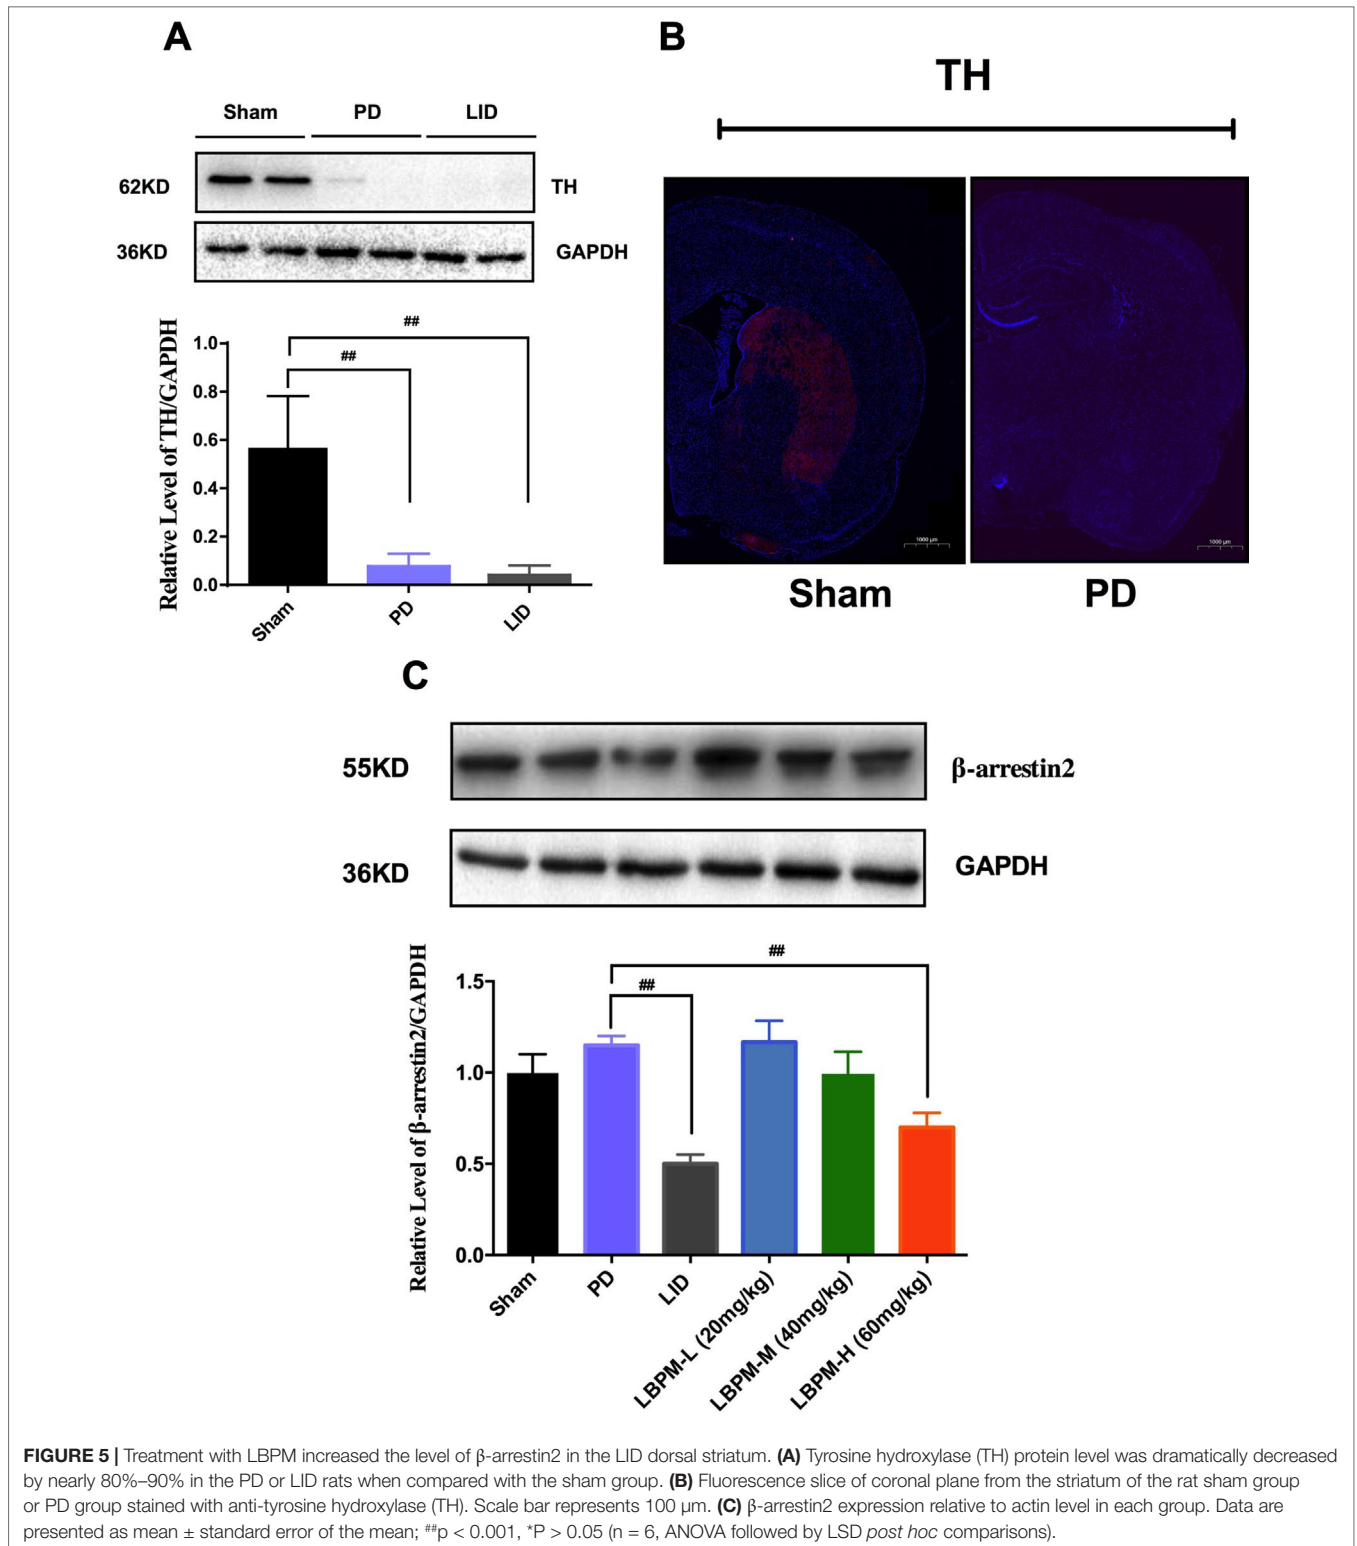 A
Sham PD LID
62KD TH
36KD GAPDH
##
##
Relative Level of TH/GAPDH
1.0
0.8
0.6
0.4
0.2
0.0
Sham PD LID
B
TH
1000 µm
1000 µm
Sham PD
C
55KD β-arrestin2
36KD GAPDH
##
##
Relative Level of β-arrestin2/GAPDH
1.5
1.0
0.5
0.0
Sham PD LID LBPM-L (20mg/kg) LBPM-M (40mg/kg) LBPM-H (60mg/kg)
FIGURE 5 | Treatment with LBPM increased the level of β-arrestin2 in the LID dorsal striatum. (A) Tyrosine hydroxylase (TH) protein level was dramatically decreased
by nearly 80%–90% in the PD or LID rats when compared with the sham group. (B) Fluorescence slice of coronal plane from the striatum of the rat sham group
or PD group stained with anti-tyrosine hydroxylase (TH). Scale bar represents 100 µm. (C) β-arrestin2 expression relative to actin level in each group. Data are
presented as mean ± standard error of the mean; ##p < 0.001, *P > 0.05 (n = 6, ANOVA followed by LSD post hoc comparisons).